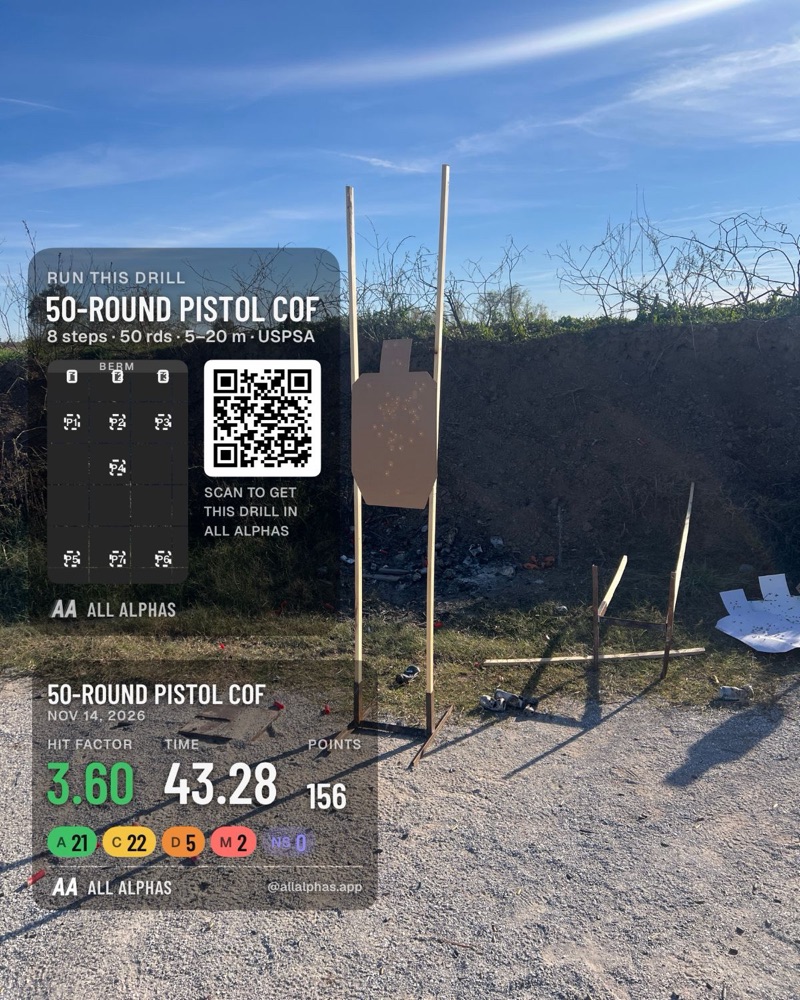 RUN THIS DRILL
50-ROUND PISTOL COF
8 steps · 50 rds · 5–20 m · USPSA
BERM
P1 P2 P3
P4
P5 P7 P6
SCAN TO GET
THIS DRILL IN
ALL ALPHAS
AA ALL ALPHAS
50-ROUND PISTOL COF
NOV 14, 2026
HIT FACTOR TIME POINTS
3.60 43.28 156
A 21 C 22 D 5 M 2 NS 0
AA ALL ALPHAS @allalphas.app